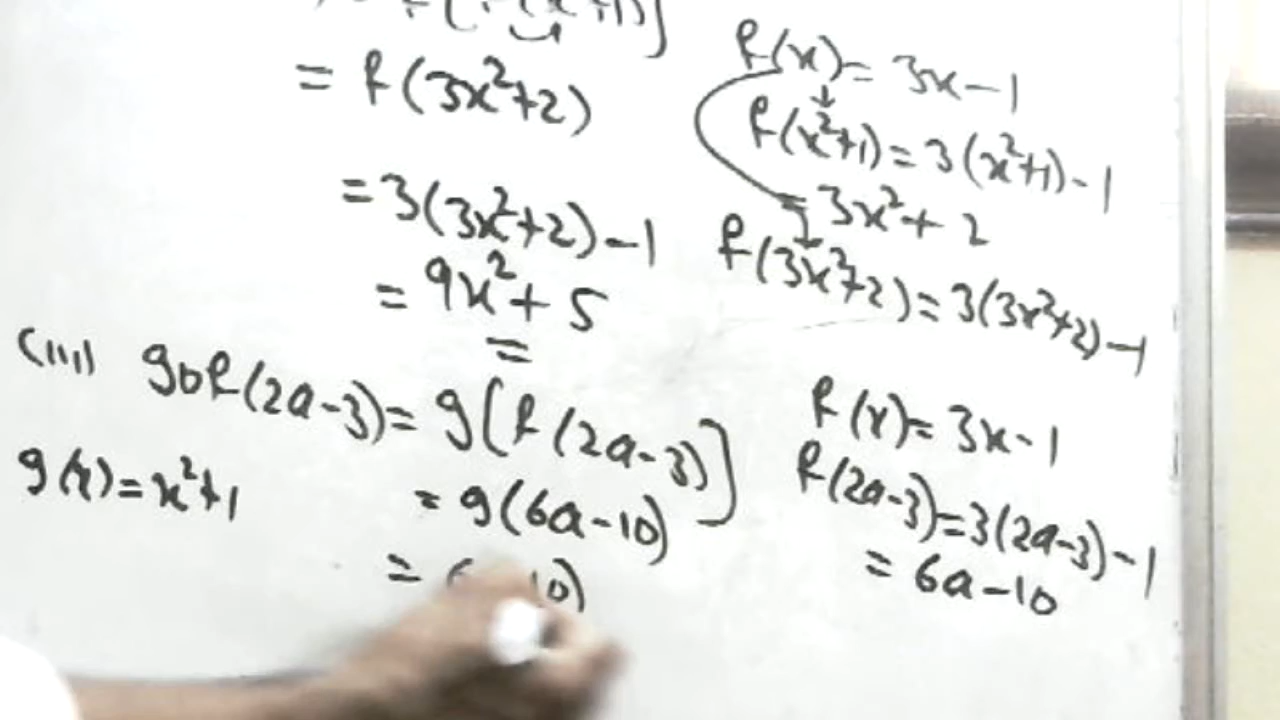 = f(3x²+2)
= 3(3x²+2)-1
= 9x²+5
=
f(x) = 3x-1
f(x²+1) = 3(x²+1)-1
= 3x²+2
f(3x²+2) = 3(3x²+2)-1
(iii) gof(2a-3) = g[f(2a-3)]
g(x) = x²+1
= g(6a-10)
f(x) = 3x-1
f(2a-3) = 3(2a-3)-1
= 6a-10